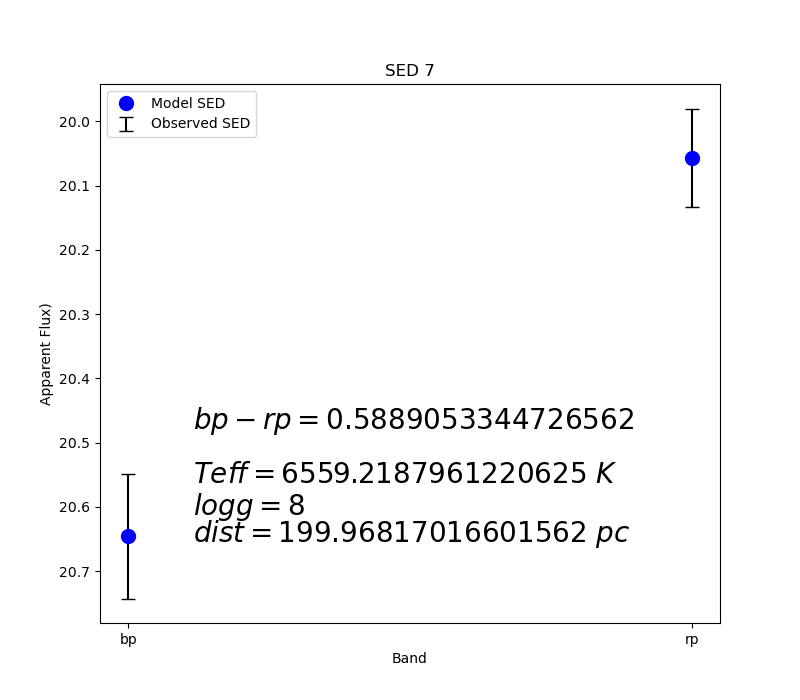 SED 7
Model SED
Observed SED
20.0
20.1
20.2
20.3
20.4
20.5
20.6
20.7
Apparent Flux)
bp − rp = 0.5889053344726562
Teff = 6559.2187961220625 K
logg = 8
dist = 199.96817016601562 pc
bp
rp
Band